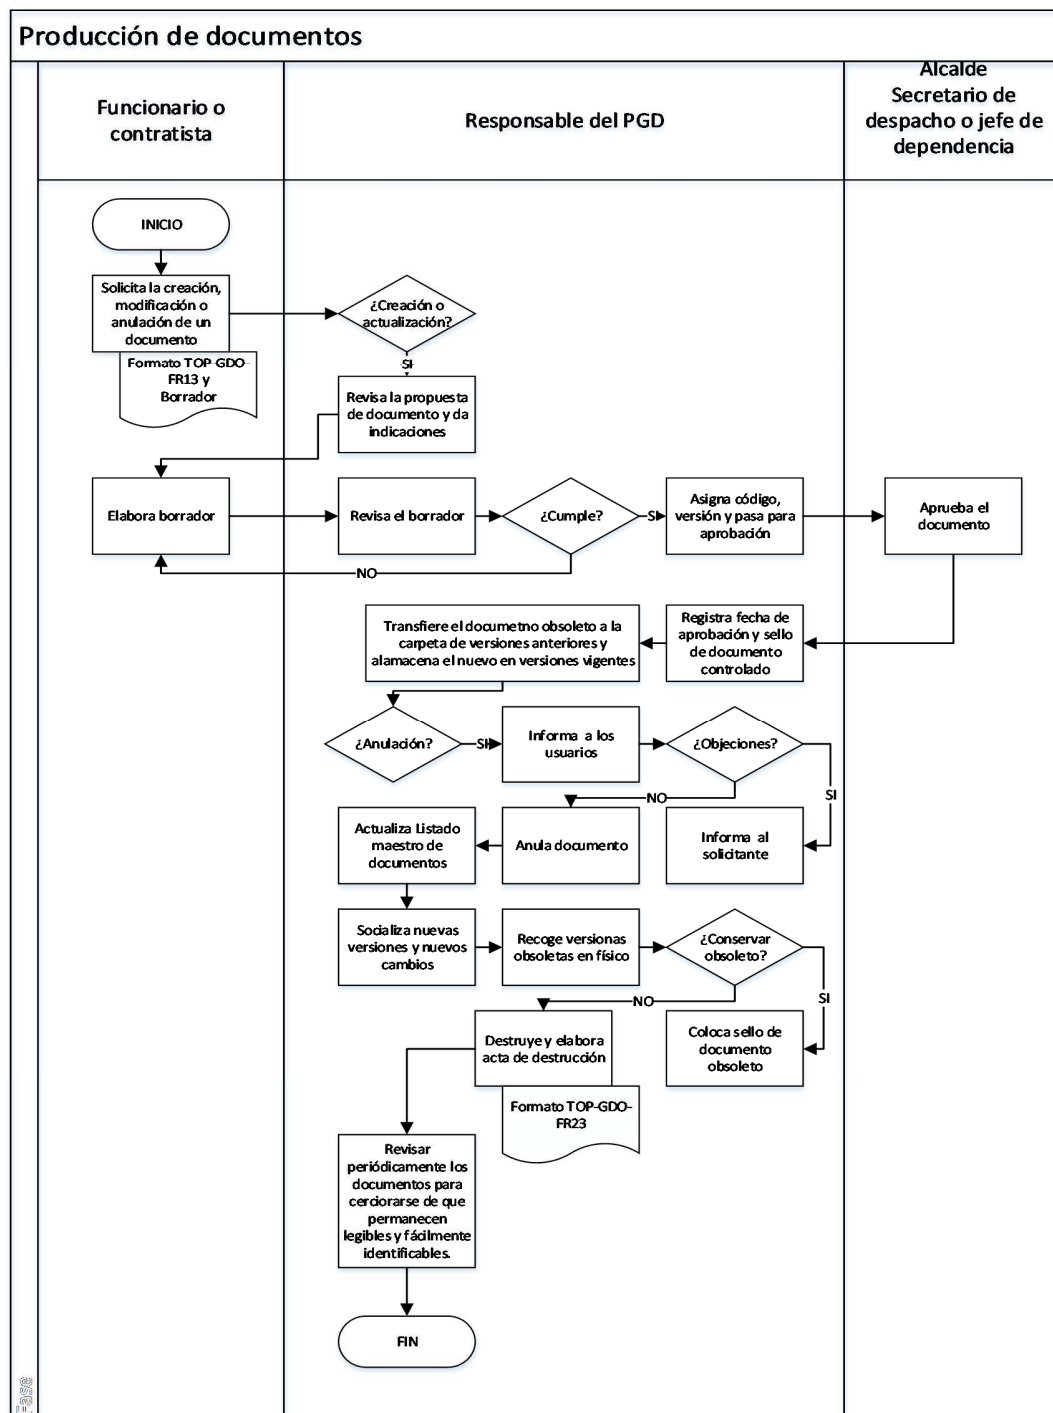 Producción de documentos
Funcionario o
contratista
Responsable del PGD
Alcalde
Secretario de
despacho o jefe de
dependencia
INICIO
Solicita la creación,
modificación o
anulación de un
documento
Formato TOP-GDO-
FR13 y
Borrador
¿Creación o
actualización?
SI
Revisa la propuesta
de documento y da
indicaciones
Elabora borrador
Revisa el borrador
¿Cumple?
SI
Asigna código,
versión y pasa para
aprobación
Aprueba el
documento
NO
Transfiere el documetno obsoleto a la
carpeta de versiones anteriores y
alamacena el nuevo en versiones vigentes
Registra fecha de
aprobación y sello
de documento
controlado
¿Anulación?
SI
Informa a los
usuarios
¿Objeciones?
SI
NO
Actualiza Listado
maestro de
documentos
Anula documento
Informa al
solicitante
Socializa nuevas
versiones y nuevos
cambios
Recoge versionas
obsoletas en físico
¿Conservar
obsoleto?
SI
NO
Destruye y elabora
acta de destrucción
Coloca sello de
documento
obsoleto
Formato TOP-GDO-
FR23
Revisar
periódicamente los
documentos para
cerciorarse de que
permanecen
legibles y fácilmente
identificables.
FIN
Fase